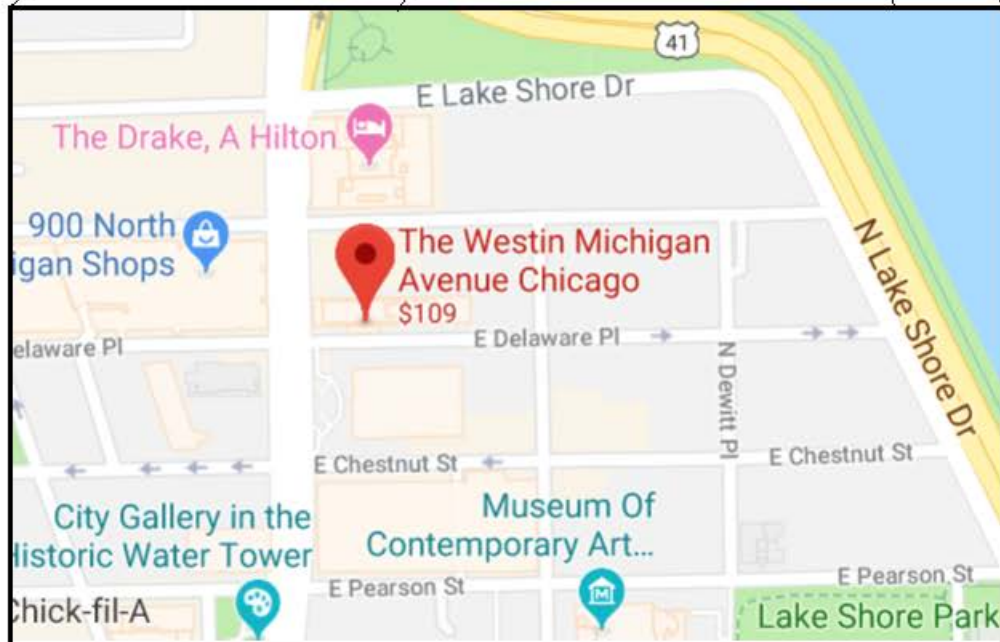 41
E Lake Shore Dr
The Drake, A Hilton
900 North
igan Shops
The Westin Michigan
Avenue Chicago
$109
N Lake Shore Dr
E Delaware Pl
elaware Pl
N Dewitt Pl
E Chestnut St
E Chestnut St
City Gallery in the
Historic Water Tower
Museum Of
Contemporary Art...
E Pearson St
E Pearson St
Chick-fil-A
M
Lake Shore Park